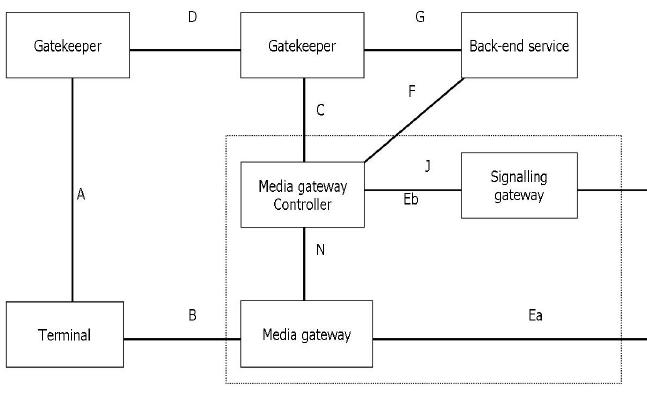 D
G
Gatekeeper
Gatekeeper
Back-end service
F
C
J
Signalling
gateway
Media gateway
Controller
Eb
A
N
B
Ea
Terminal
Media gateway